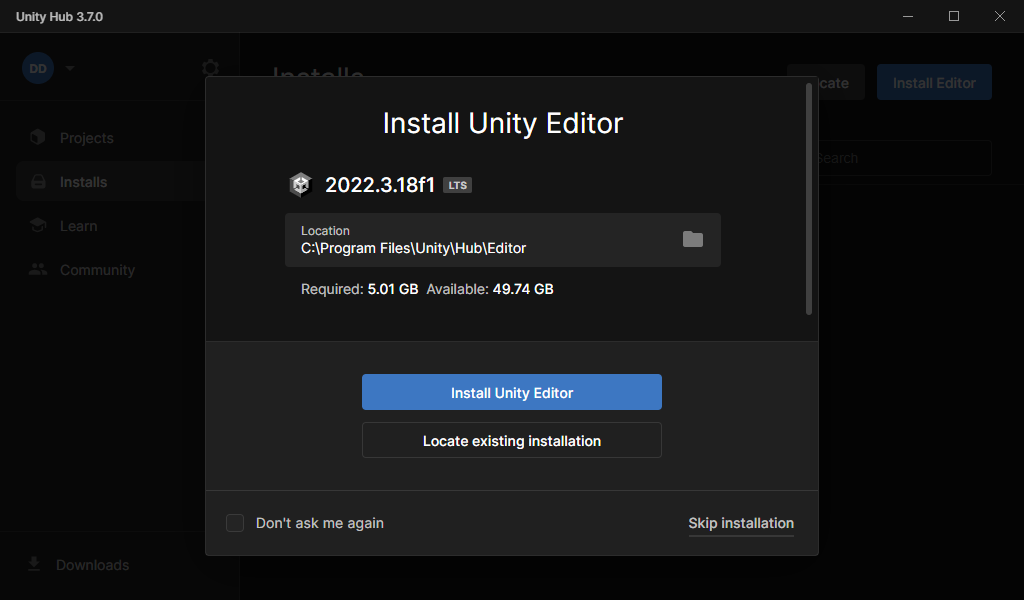 Unity Hub 3.7.0
DD
Installs
cate
Install Editor
Projects
Search
Installs
Learn
Community
Downloads
Install Unity Editor
2022.3.18f1 LTS
Location
C:\Program Files\Unity\Hub\Editor
Required: 5.01 GB Available: 49.74 GB
Install Unity Editor
Locate existing installation
Don't ask me again
Skip installation